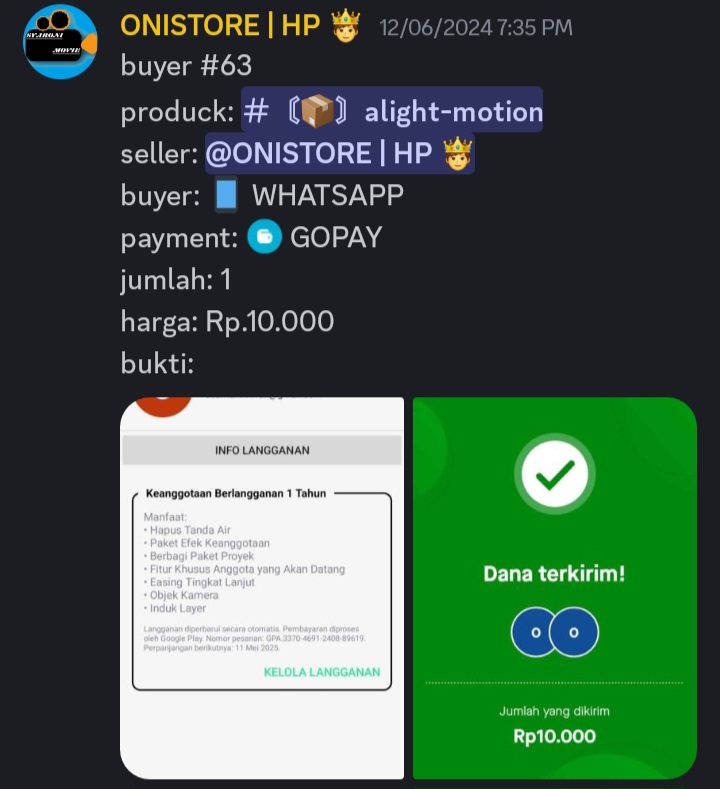 ONISTORE | HP 🤴 12/06/2024 7:35 PM
buyer #63
produck: # 〘📦〙 alight-motion
seller: @ONISTORE | HP 🤴
buyer: 📱 WHATSAPP
payment: GOPAY
jumlah: 1
harga: Rp.10.000
bukti:
INFO LANGGANAN
Keanggotaan Berlangganan 1 Tahun
Manfaat:
• Hapus Tanda Air
• Paket Efek Keanggotaan
• Berbagi Paket Proyek
• Fitur Khusus Anggota yang Akan Datang
• Easing Tingkat Lanjut
• Objek Kamera
• Induk Layer
Langganan diperbarui secara otomatis. Pembayaran diproses
oleh Google Play. Nomor pesanan: GPA.3370-4691-2408-89619.
Perpanjangan berikutnya: 11 Mei 2025.
KELOLA LANGGANAN
Dana terkirim!
O O
Jumlah yang dikirim
Rp10.000